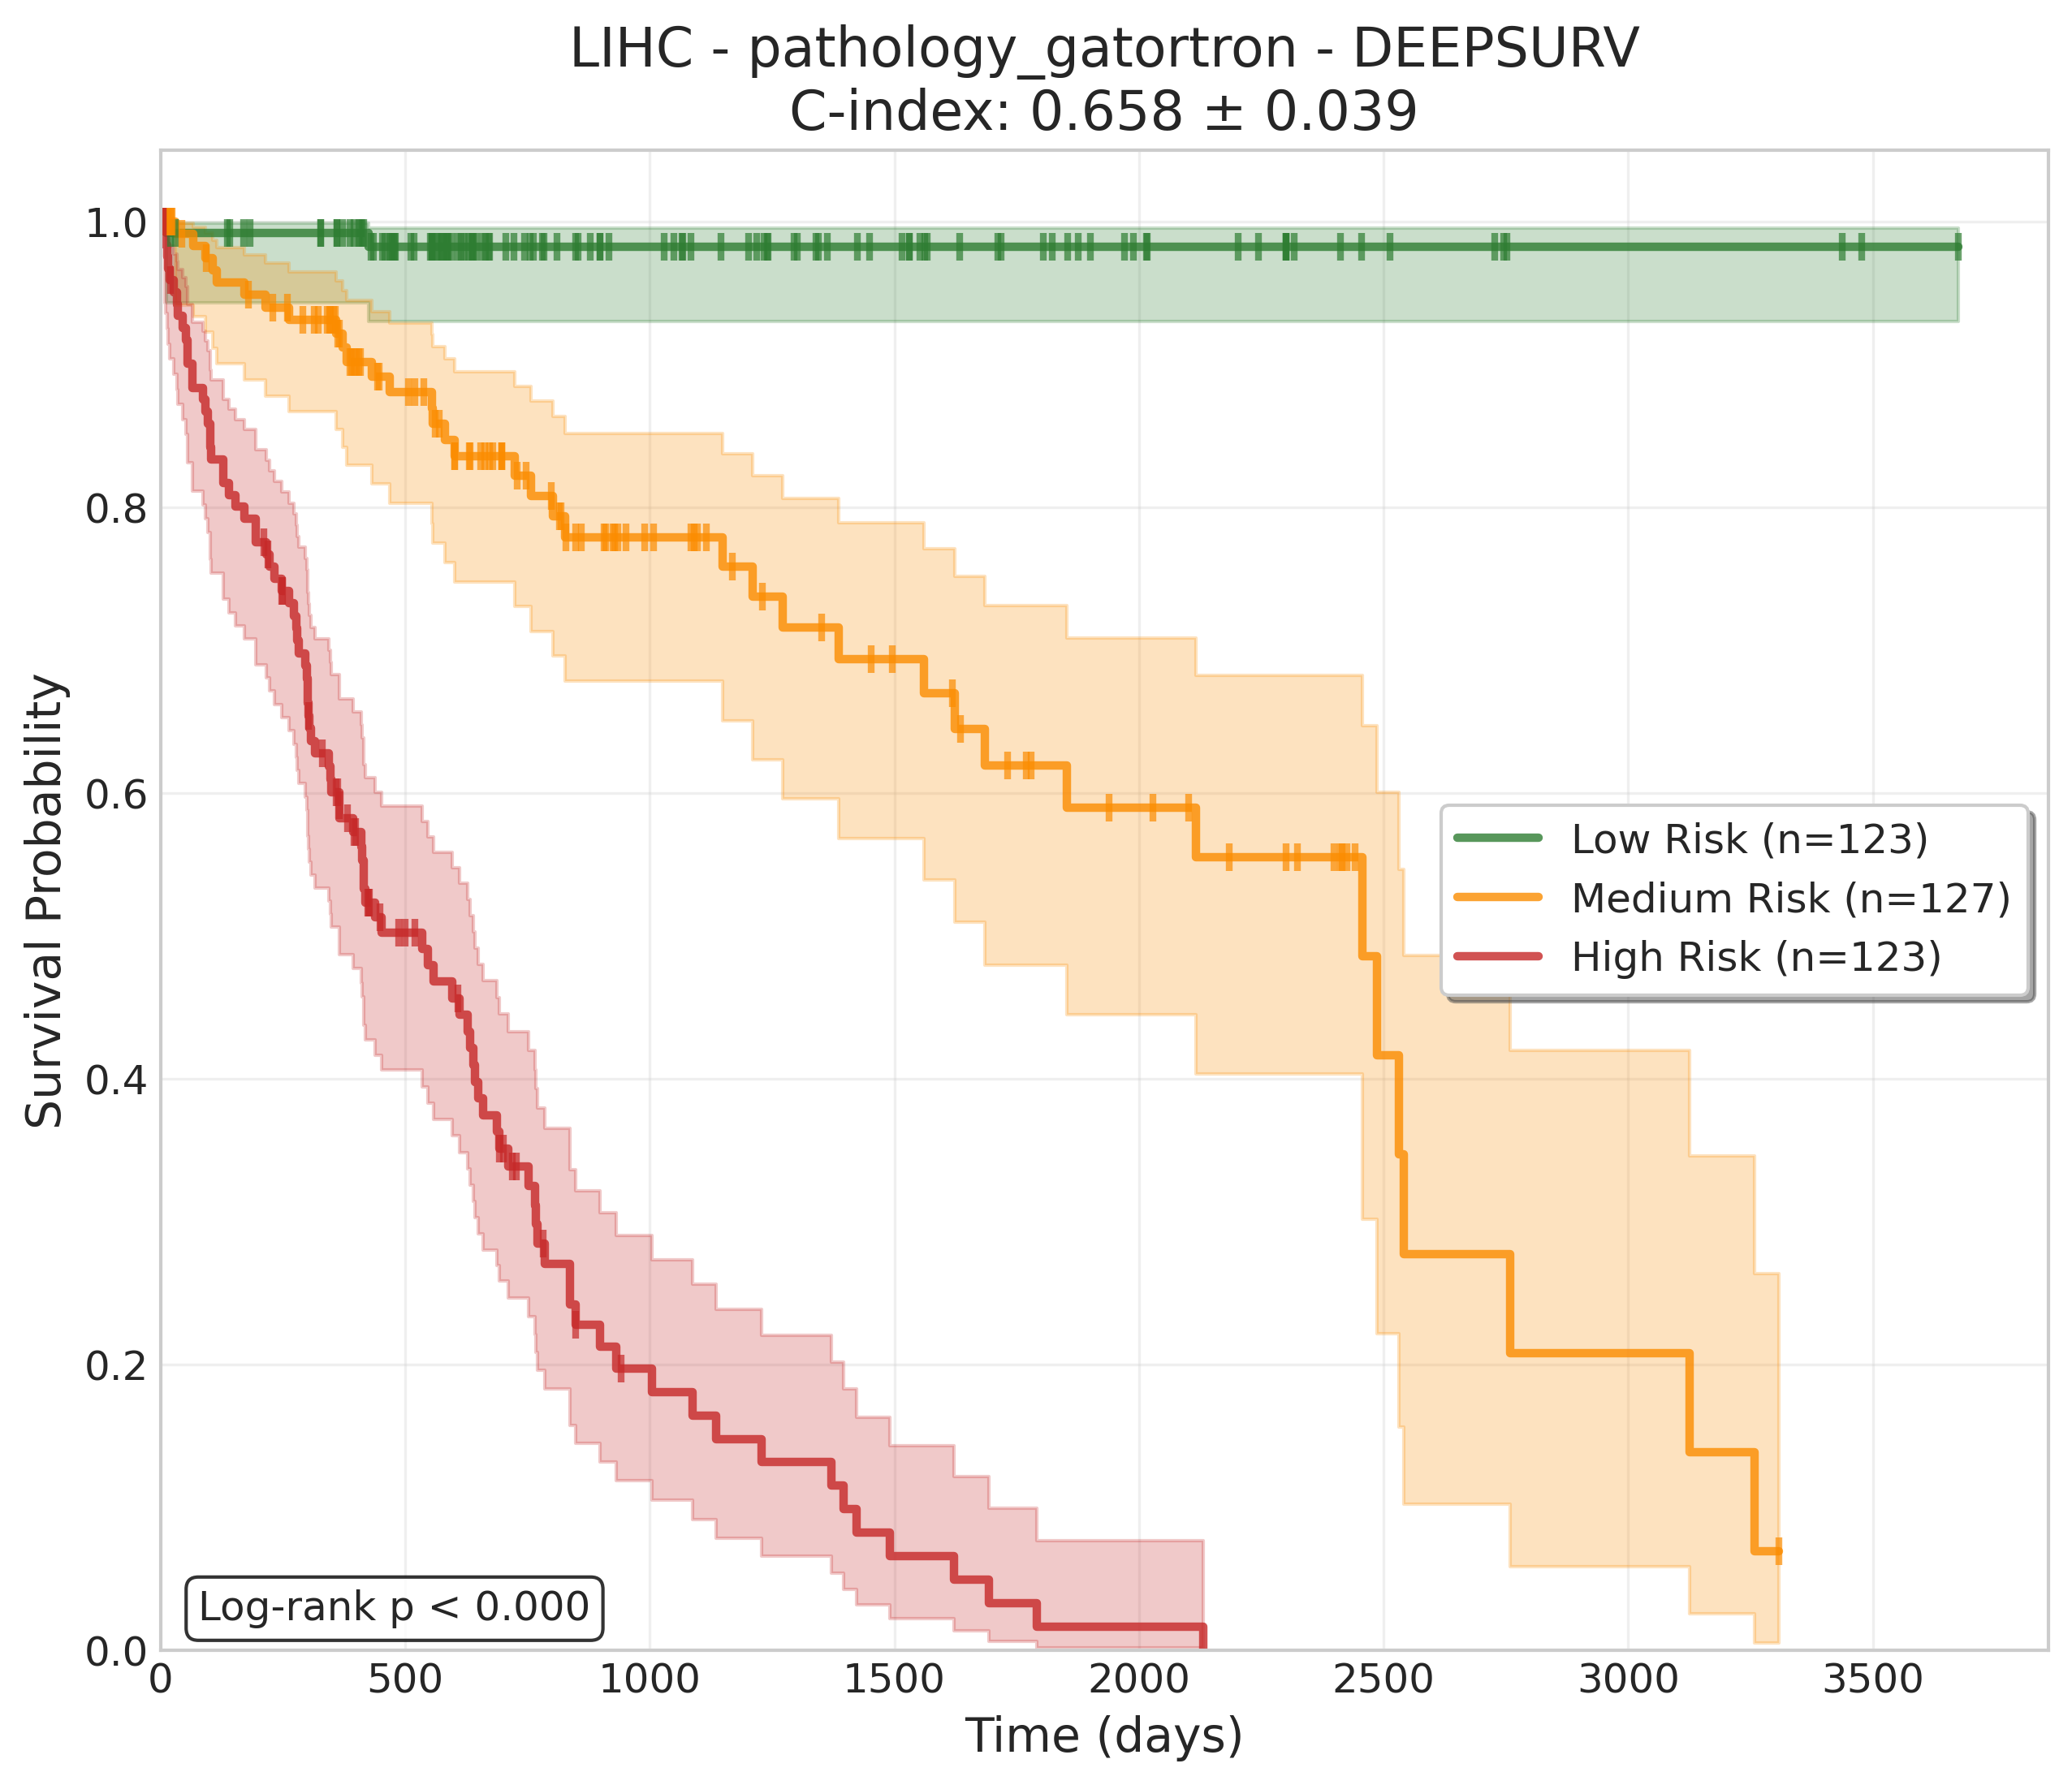 LIHC - pathology_gatortron - DEEPSURV
C-index: 0.658 ± 0.039
Survival Probability
1.0
0.8
0.6
0.4
0.2
0.0
Low Risk (n=123)
Medium Risk (n=127)
High Risk (n=123)
Log-rank p < 0.000
0 500 1000 1500 2000 2500 3000 3500
Time (days)